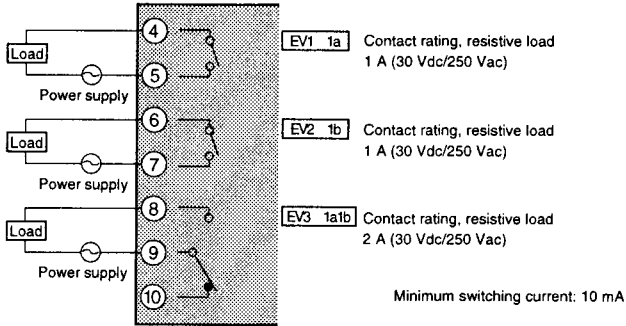 4
Load
EV1 1a
Contact rating, resistive load
1 A (30 Vdc/250 Vac)
5
Power supply
6
Load
EV2 1b
Contact rating, resistive load
1 A (30 Vdc/250 Vac)
7
Power supply
8
Load
EV3 1a1b
Contact rating, resistive load
2 A (30 Vdc/250 Vac)
9
Power supply
10
Minimum switching current: 10 mA